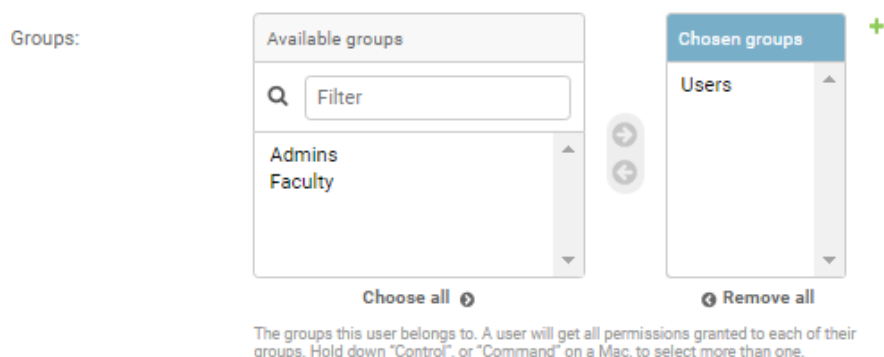 Groups:
Available groups
Chosen groups
Filter
Users
Admins
Faculty
Choose all
Remove all
The groups this user belongs to. A user will get all permissions granted to each of their
groups. Hold down “Control”, or “Command” on a Mac, to select more than one.